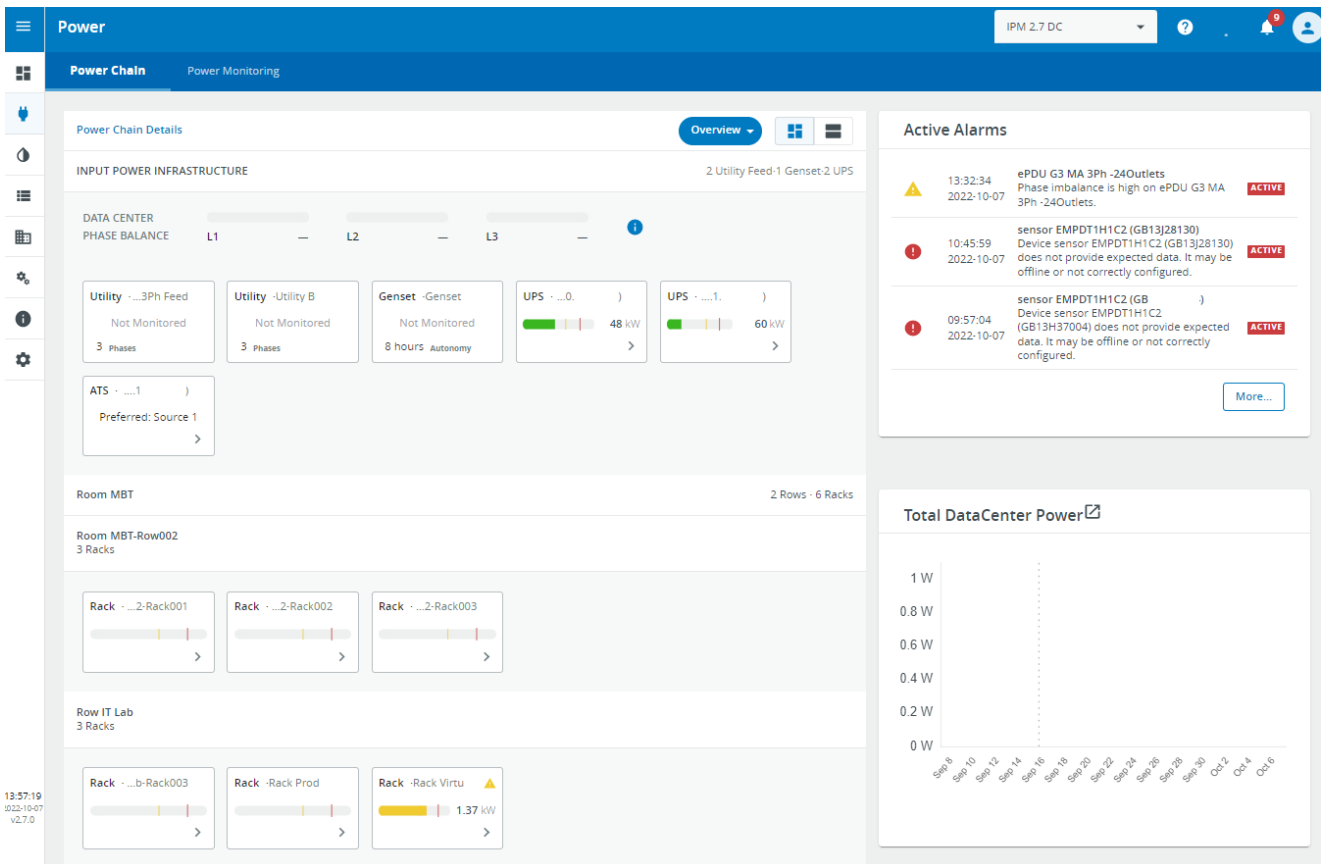 Power
IPM 2.7 DC
9
Power Chain
Power Monitoring
Power Chain Details
Overview
INPUT POWER INFRASTRUCTURE
2 Utility Feed·1 Genset·2 UPS
DATA CENTER
PHASE BALANCE
L1 —
L2 —
L3 —
Utility ·...3Ph Feed
Not Monitored
3 Phases
Utility ·Utility B
Not Monitored
3 Phases
Genset ·Genset
Not Monitored
8 hours Autonomy
UPS · ...0. )
48 kW
UPS · ....1. )
60 kW
ATS · ....1 )
Preferred: Source 1
Room MBT
2 Rows · 6 Racks
Room MBT-Row002
3 Racks
Rack · ...2-Rack001
Rack · ...2-Rack002
Rack · ...2-Rack003
Row IT Lab
3 Racks
Rack · ...b-Rack003
Rack ·Rack Prod
Rack ·Rack Virtu
1.37 kW
Active Alarms
13:32:34
2022-10-07
ePDU G3 MA 3Ph -24Outlets
Phase imbalance is high on ePDU G3 MA
3Ph -24Outlets.
ACTIVE
10:45:59
2022-10-07
sensor EMPDT1H1C2 (GB13J28130)
Device sensor EMPDT1H1C2 (GB13J28130)
does not provide expected data. It may be
offline or not correctly configured.
ACTIVE
09:57:04
2022-10-07
sensor EMPDT1H1C2 (GB .)
Device sensor EMPDT1H1C2
(GB13H37004) does not provide expected
data. It may be offline or not correctly
configured.
ACTIVE
More...
Total DataCenter Power
1 W
0.8 W
0.6 W
0.4 W
0.2 W
0 W
Sep 8
Sep 10
Sep 12
Sep 14
Sep 16
Sep 18
Sep 20
Sep 22
Sep 24
Sep 26
Sep 28
Sep 30
Oct 2
Oct 4
Oct 6
13:57:19
2022-10-07
v2.7.0